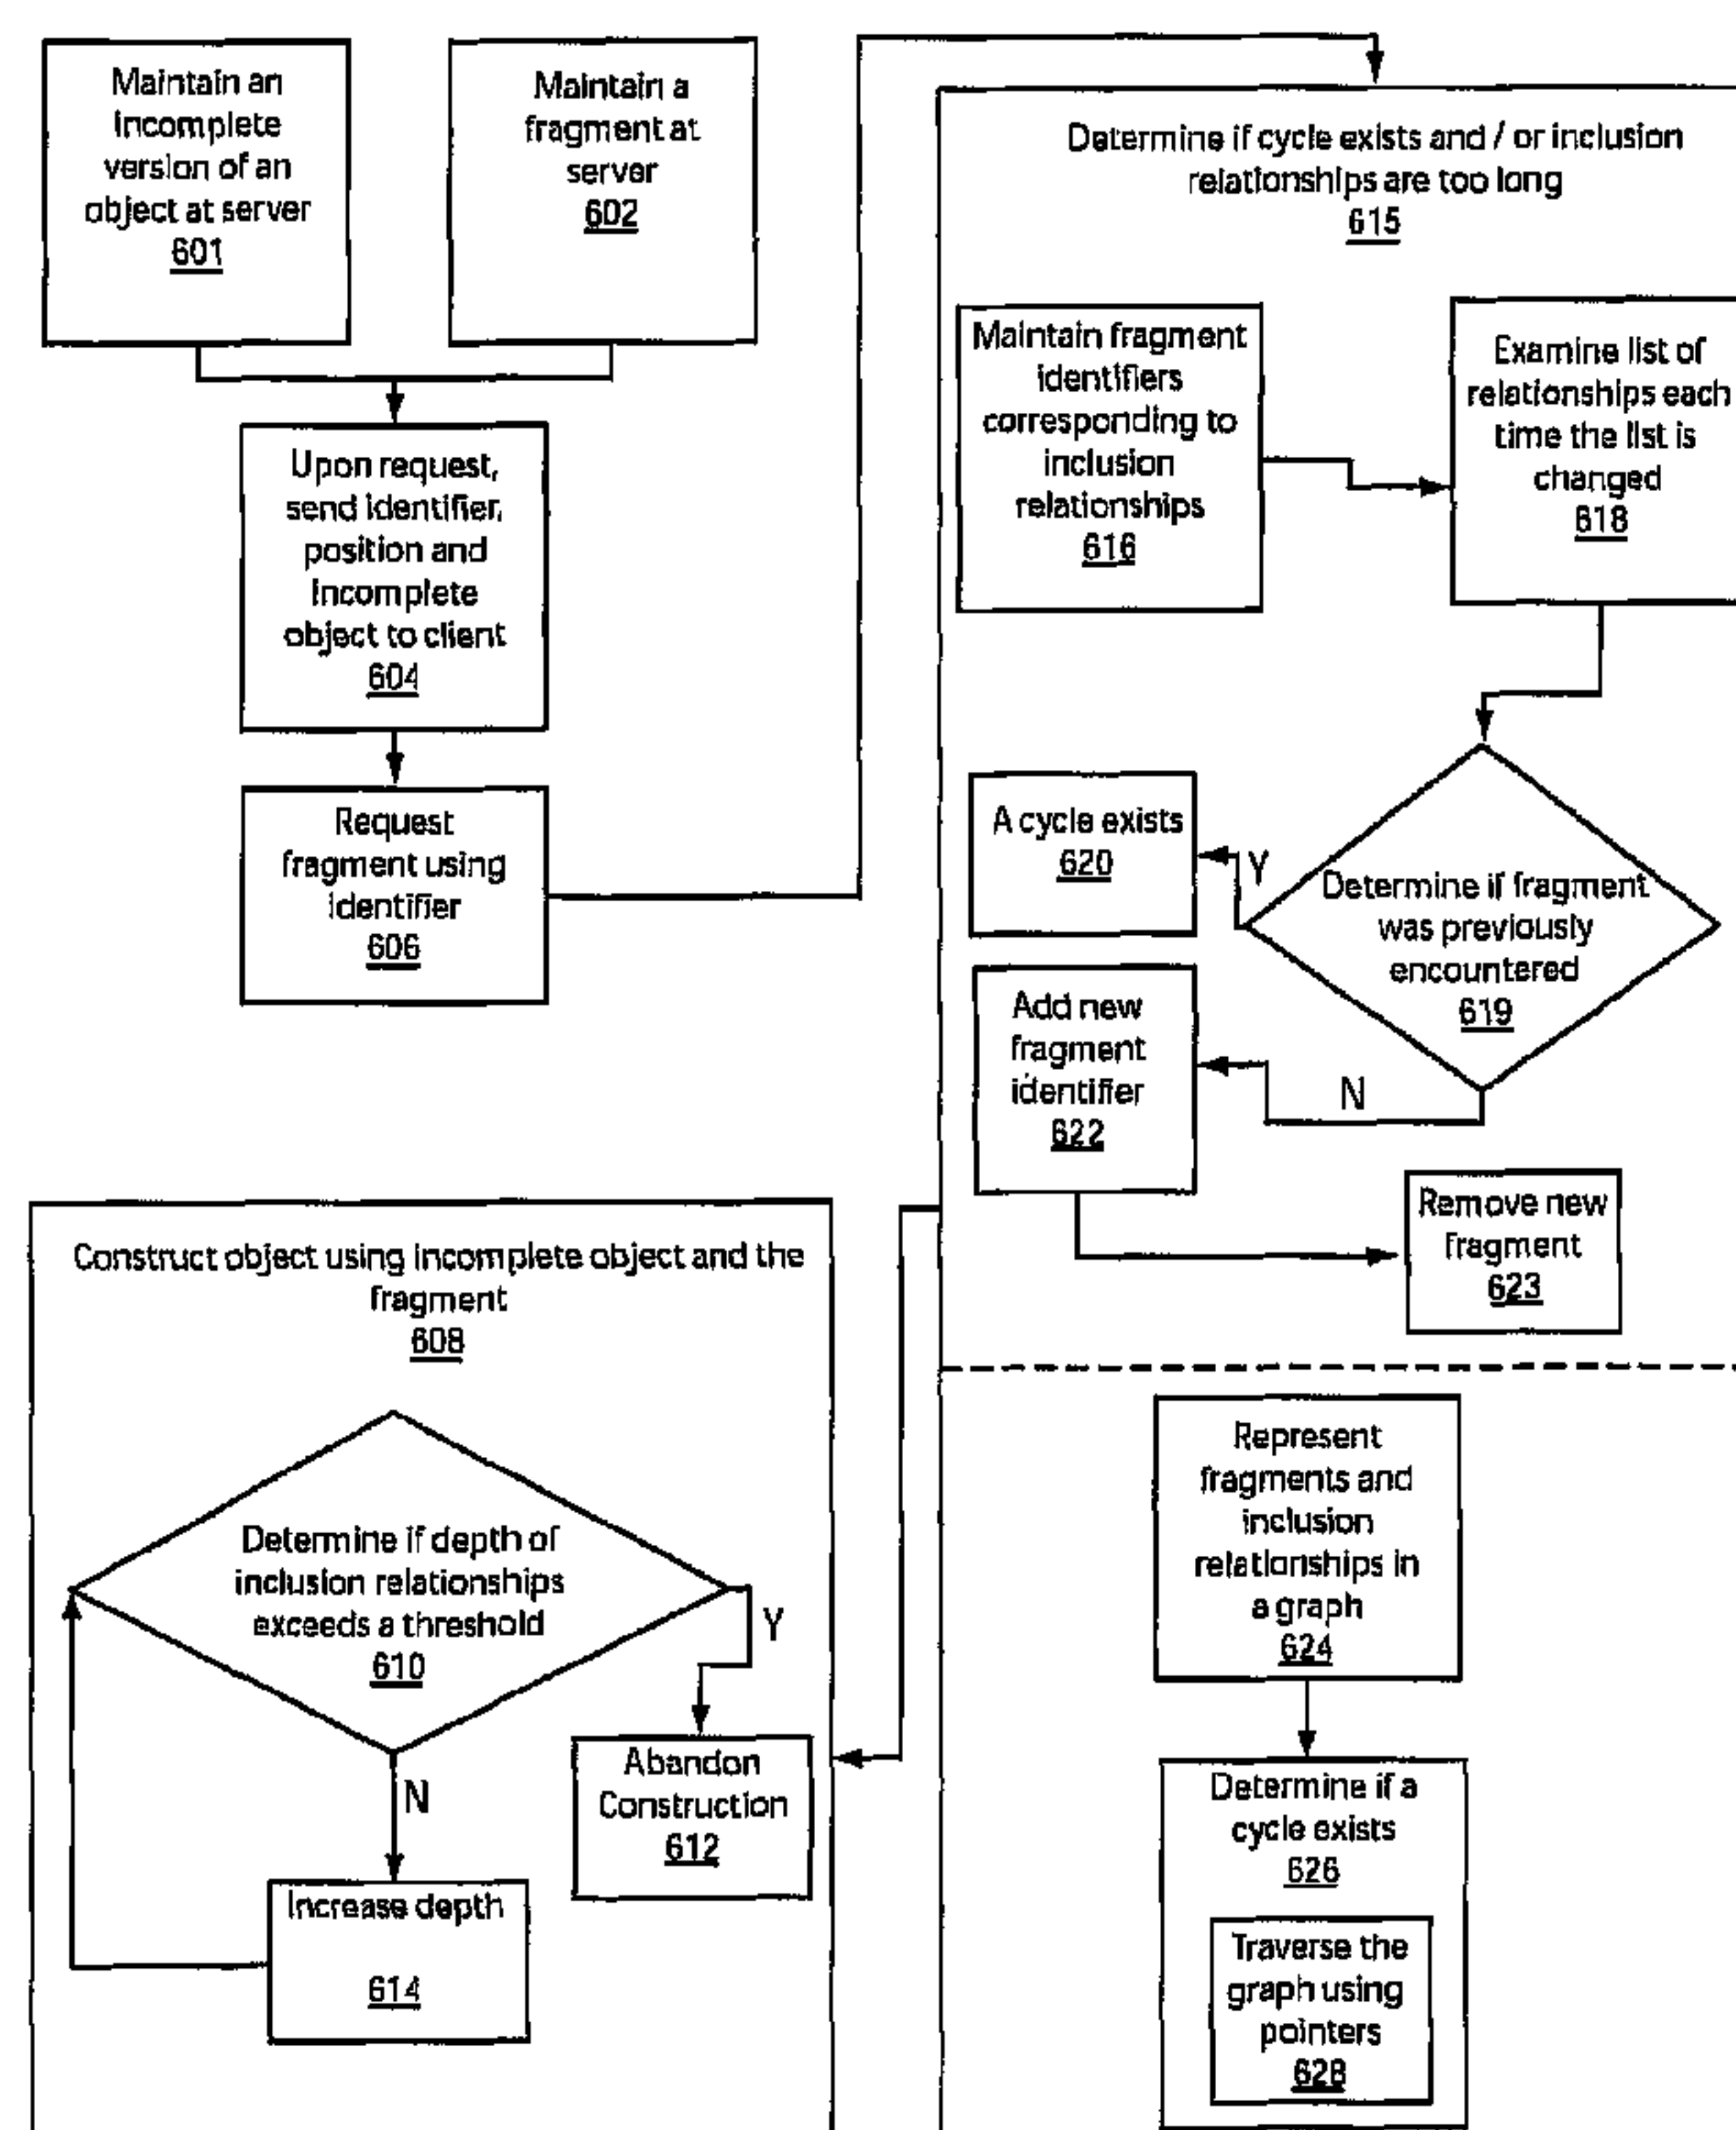 Maintain an
incomplete
version of an
object at server
601
Maintain a
fragment at
server
602
Upon request,
send identifier,
position and
incomplete
object to client
604
Request
fragment using
identifier
606
Determine if cycle exists and / or inclusion
relationships are too long
615
Maintain fragment
identifiers
corresponding to
inclusion
relationships
616
Examine list of
relationships each
time the list is
changed
618
Determine if fragment
was previously
encountered
619
Y
A cycle exists
620
N
Add new
fragment
identifier
622
Remove new
fragment
623
Construct object using incomplete object and the
fragment
608
Determine if depth of
inclusion relationships
exceeds a threshold
610
Y
Abandon
Construction
612
N
Increase depth
614
Represent
fragments and
inclusion
relationships in
a graph
624
Determine if a
cycle exists
626
Traverse the
graph using
pointers
628